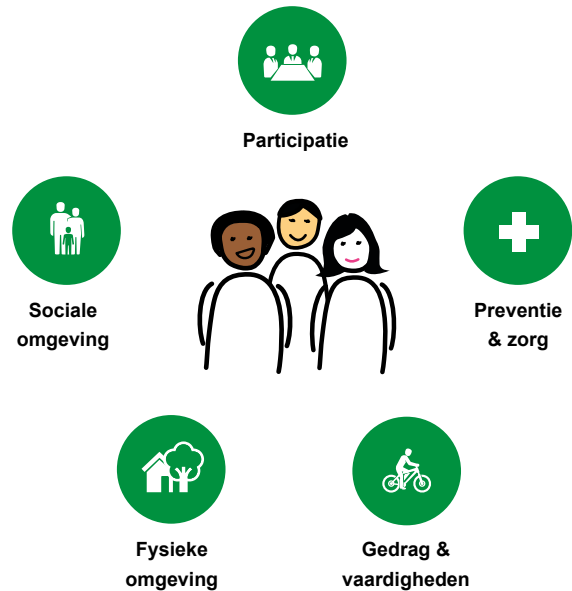 Participatie
Sociale
omgeving
Preventie
& zorg
Fysieke
omgeving
Gedrag &
vaardigheden